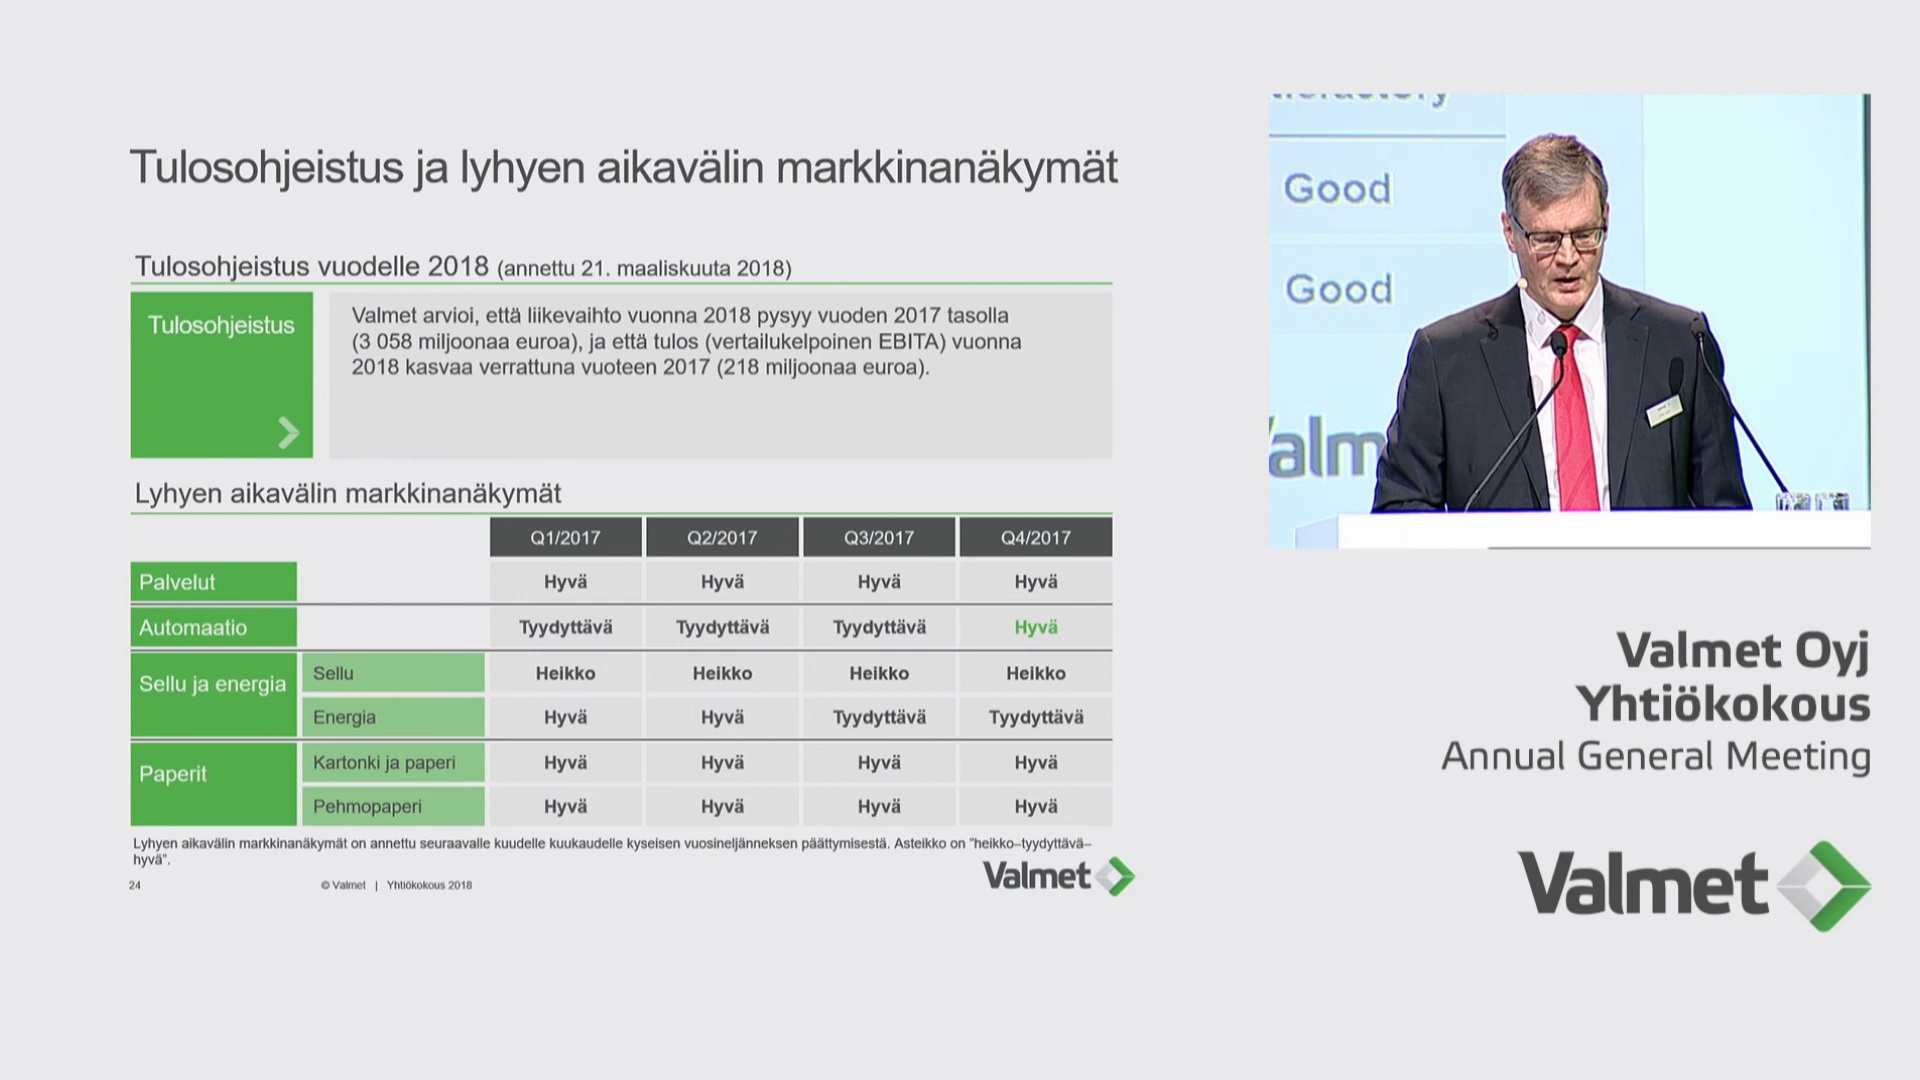 Tulosohjeistus ja lyhyen aikavälin markkinanäkymät
Tulosohjeistus vuodelle 2018 (annettu 21. maaliskuuta 2018)
Tulosohjeistus
Valmet arvioi, että liikevaihto vuonna 2018 pysyy vuoden 2017 tasolla
(3 058 miljoonaa euroa), ja että tulos (vertailukelpoinen EBITA) vuonna
2018 kasvaa verrattuna vuoteen 2017 (218 miljoonaa euroa).
Lyhyen aikavälin markkinanäkymät
Q1/2017 Q2/2017 Q3/2017 Q4/2017
Palvelut Hyvä Hyvä Hyvä Hyvä
Automaatio Tyydyttävä Tyydyttävä Tyydyttävä Hyvä
Sellu ja energia
Sellu Heikko Heikko Heikko Heikko
Energia Hyvä Hyvä Tyydyttävä Tyydyttävä
Paperit
Kartonki ja paperi Hyvä Hyvä Hyvä Hyvä
Pehmopaperi Hyvä Hyvä Hyvä Hyvä
Lyhyen aikavälin markkinanäkymät on annettu seuraavalle kuudelle kuukaudelle kyseisen vuosineljänneksen päättymisestä. Asteikko on "heikko–tyydyttävä–
hyvä".
24 © Valmet | Yhtiökokous 2018
Valmet
Good
Good
Valmet Oyj
Yhtiökokous
Annual General Meeting
Valmet